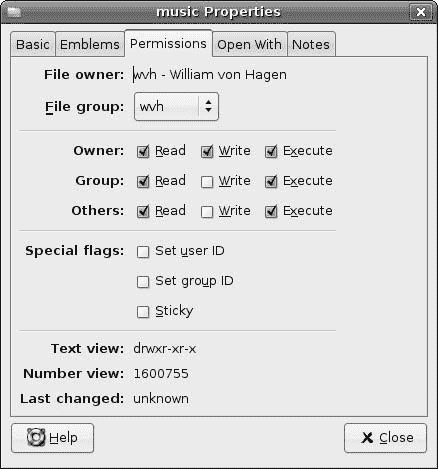 music Properties
Basic Emblems Permissions Open With Notes
File owner: wvh - William von Hagen
File group: wvh
Owner: Read Write Execute
Group: Read Write Execute
Others: Read Write Execute
Special flags: Set user ID
Set group ID
Sticky
Text view: drwxr-xr-x
Number view: 1600755
Last changed: unknown
Help Close